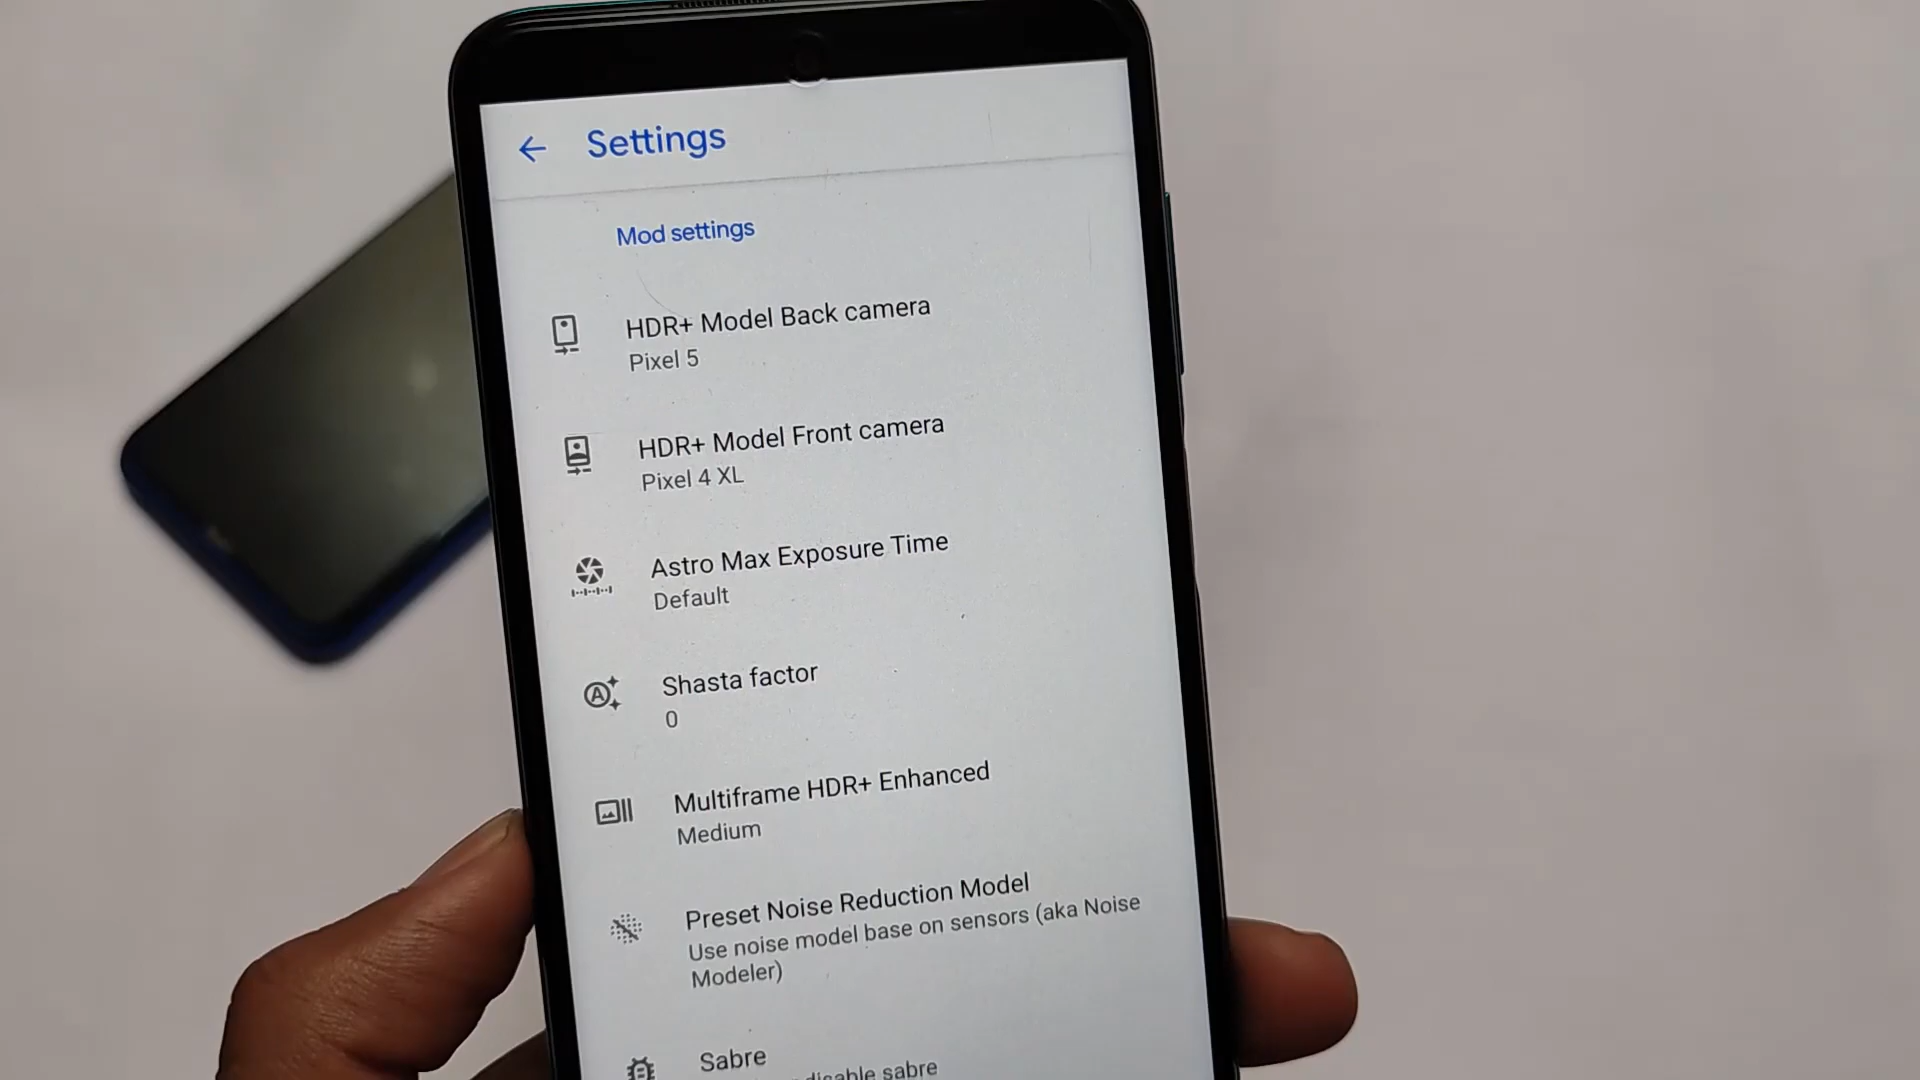 Settings
Mod settings
HDR+ Model Back camera
Pixel 5
HDR+ Model Front camera
Pixel 4 XL
Astro Max Exposure Time
Default
Shasta factor
0
Multiframe HDR+ Enhanced
Medium
Preset Noise Reduction Model
Use noise model base on sensors (aka Noise
Modeler)
Sabre
disable sabre